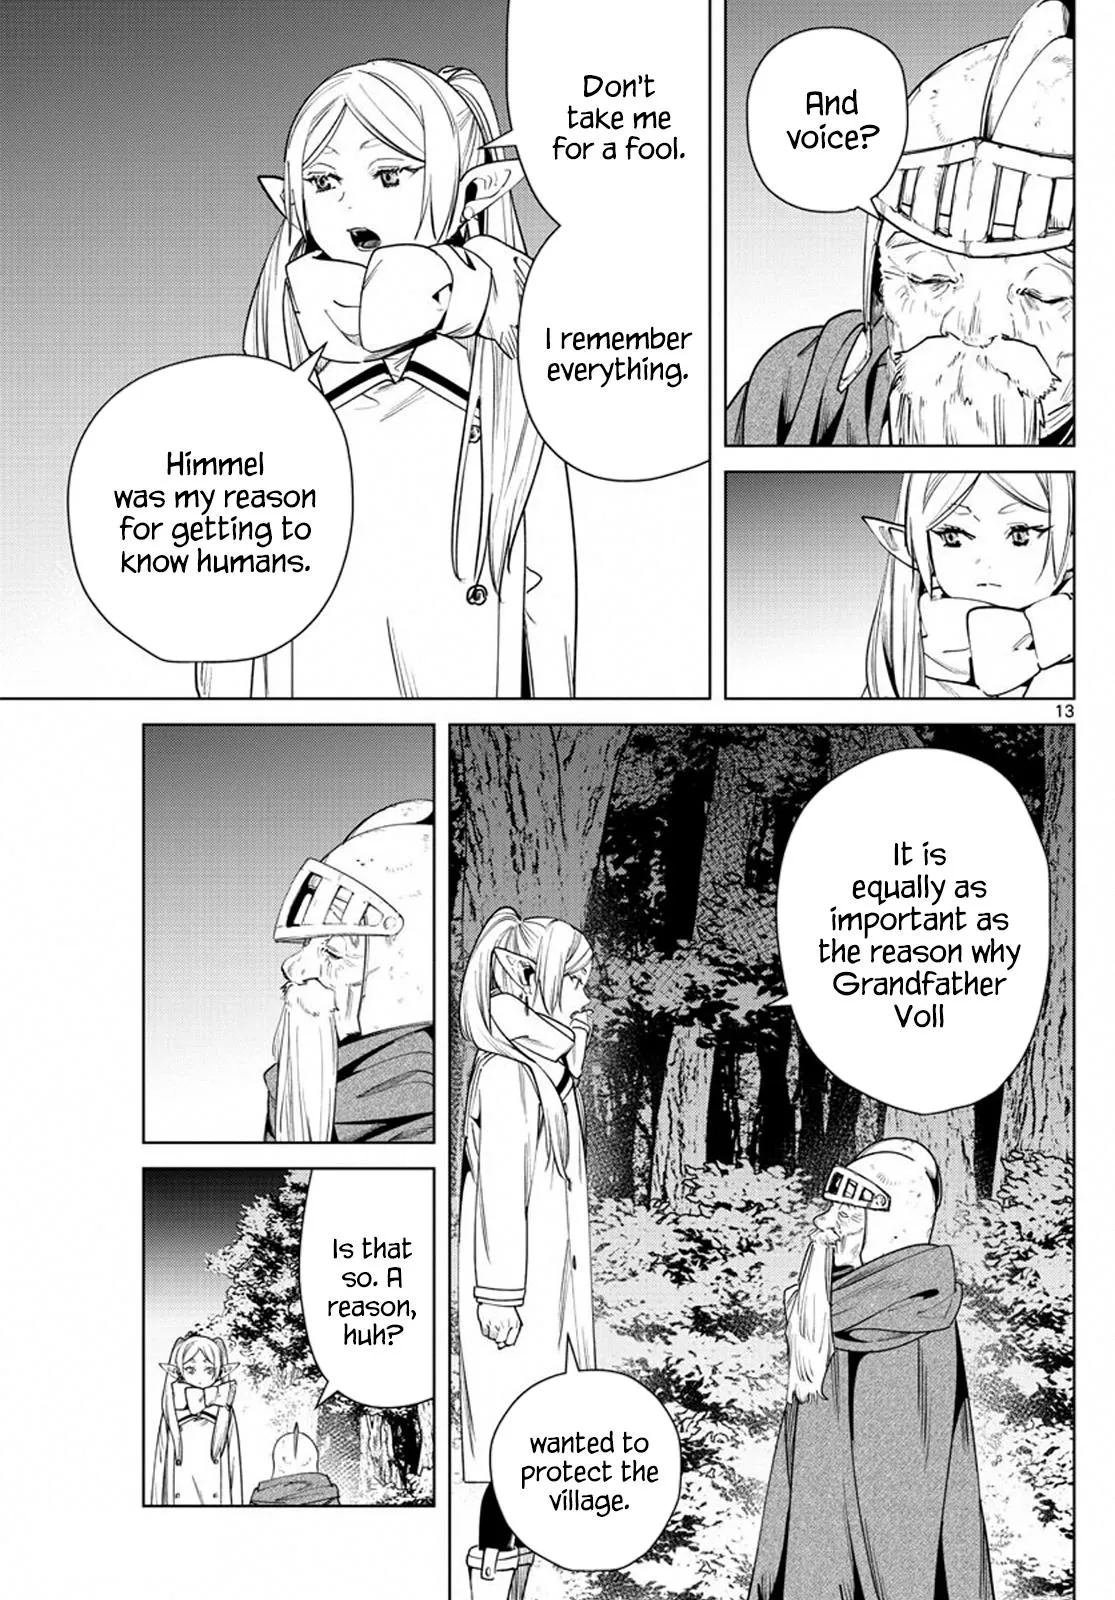 And
voice?
Don't
take me
for a fool.
I remember
everything.
Himmel
was my reason
for getting to
know humans.
13
It is
equally as
important as
the reason why
Grandfather
Voll
wanted to
protect the
village.
Is that
so. A
reason,
huh?